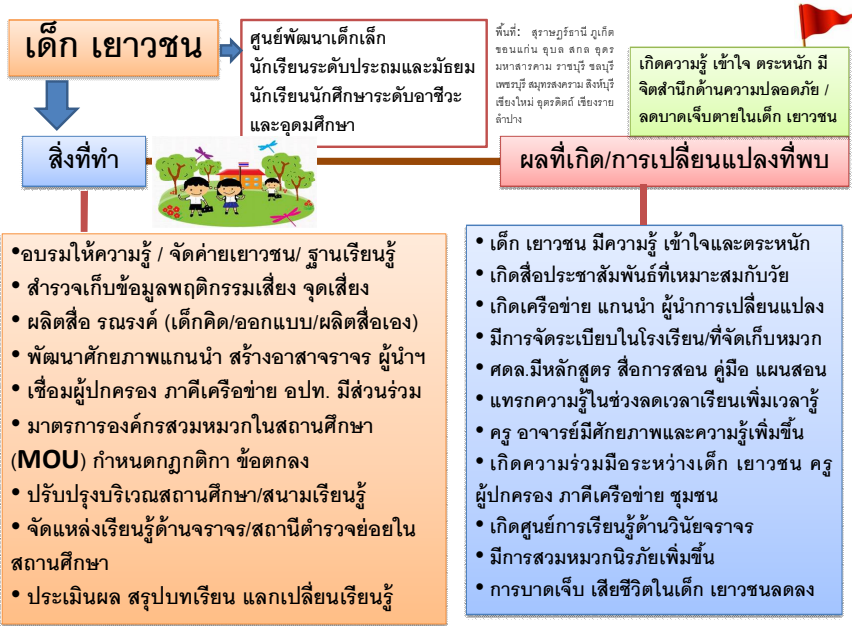 เด็ก เยาวชน
ศูนย์พัฒนาเด็กเล็ก
นักเรียนระดับประถมและมัธยม
นักเรียนนักศึกษาระดับอาชีวะ
และอุดมศึกษา
พื้นที่: สุราษฎร์ธานี ภูเก็ต
ขอนแก่น อุบล สกล อุดร
มหาสารคาม ราชบุรี ชลบุรี
เพชรบุรี สมุทรสงคราม สิงห์บุรี
เชียงใหม่ อุตรดิตถ์ เชียงราย
ลำปาง
เกิดความรู้ เข้าใจ ตระหนัก มี
จิตสำนึกด้านความปลอดภัย /
ลดบาดเจ็บตายในเด็ก เยาวชน
สิ่งที่ทำ
ผลที่เกิด/การเปลี่ยนแปลงที่พบ
•อบรมให้ความรู้ / จัดค่ายเยาวชน/ ฐานเรียนรู้
• สำรวจเก็บข้อมูลพฤติกรรมเสี่ยง จุดเสี่ยง
• ผลิตสื่อ รณรงค์ (เด็กคิด/ออกแบบ/ผลิตสื่อเอง)
• พัฒนาศักยภาพแกนนำ สร้างอาสาจราจร ผู้นำฯ
• เชื่อมผู้ปกครอง ภาคีเครือข่าย อปท. มีส่วนร่วม
• มาตรการองค์กรสวมหมวกในสถานศึกษา
(MOU) กำหนดกฎกติกา ข้อตกลง
• ปรับปรุงบริเวณสถานศึกษา/สนามเรียนรู้
• จัดแหล่งเรียนรู้ด้านจราจร/สถานีตำรวจย่อยใน
สถานศึกษา
• ประเมินผล สรุปบทเรียน แลกเปลี่ยนเรียนรู้
• เด็ก เยาวชน มีความรู้ เข้าใจและตระหนัก
• เกิดสื่อประชาสัมพันธ์ที่เหมาะสมกับวัย
• เกิดเครือข่าย แกนนำ ผู้นำการเปลี่ยนแปลง
• มีการจัดระเบียบในโรงเรียน/ที่จัดเก็บหมวก
• ศดล.มีหลักสูตร สื่อการสอน คู่มือ แผนสอน
• แทรกความรู้ในช่วงลดเวลาเรียนเพิ่มเวลารู้
• ครู อาจารย์มีศักยภาพและความรู้เพิ่มขึ้น
• เกิดความร่วมมือระหว่างเด็ก เยาวชน ครู
ผู้ปกครอง ภาคีเครือข่าย ชุมชน
• เกิดศูนย์การเรียนรู้ด้านวินัยจราจร
• มีการสวมหมวกนิรภัยเพิ่มขึ้น
• การบาดเจ็บ เสียชีวิตในเด็ก เยาวชนลดลง